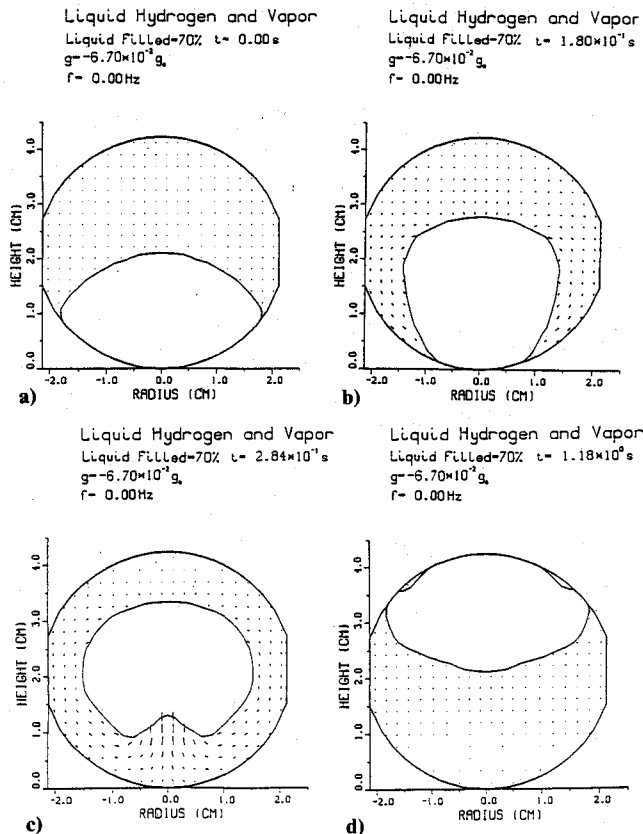 Liquid Hydrogen and Vapor
Liquid Filled=70% t= 0.00s
g=-6.70×10⁻²g₀
f= 0.00Hz
HEIGHT (CM)
0.0 1.0 2.0 3.0 4.0
-2.0 -1.0 0.0 1.0 2.0
RADIUS (CM)
a)
Liquid Hydrogen and Vapor
Liquid Filled=70% t= 1.80×10⁻¹s
g=-6.70×10⁻²g₀
f= 0.00Hz
HEIGHT (CM)
0.0 1.0 2.0 3.0 4.0
-2.0 -1.0 0.0 1.0 2.0
RADIUS (CM)
b)
Liquid Hydrogen and Vapor
Liquid Filled=70% t= 2.84×10⁻¹s
g=-6.70×10⁻²g₀
f= 0.00Hz
HEIGHT (CM)
0.0 1.0 2.0 3.0 4.0
-2.0 -1.0 0.0 1.0 2.0
RADIUS (CM)
c)
Liquid Hydrogen and Vapor
Liquid Filled=70% t= 1.18×10⁰s
g=-6.70×10⁻²g₀
f= 0.00Hz
HEIGHT (CM)
0.0 1.0 2.0 3.0 4.0
-2.0 -1.0 0.0 1.0 2.0
RADIUS (CM)
d)